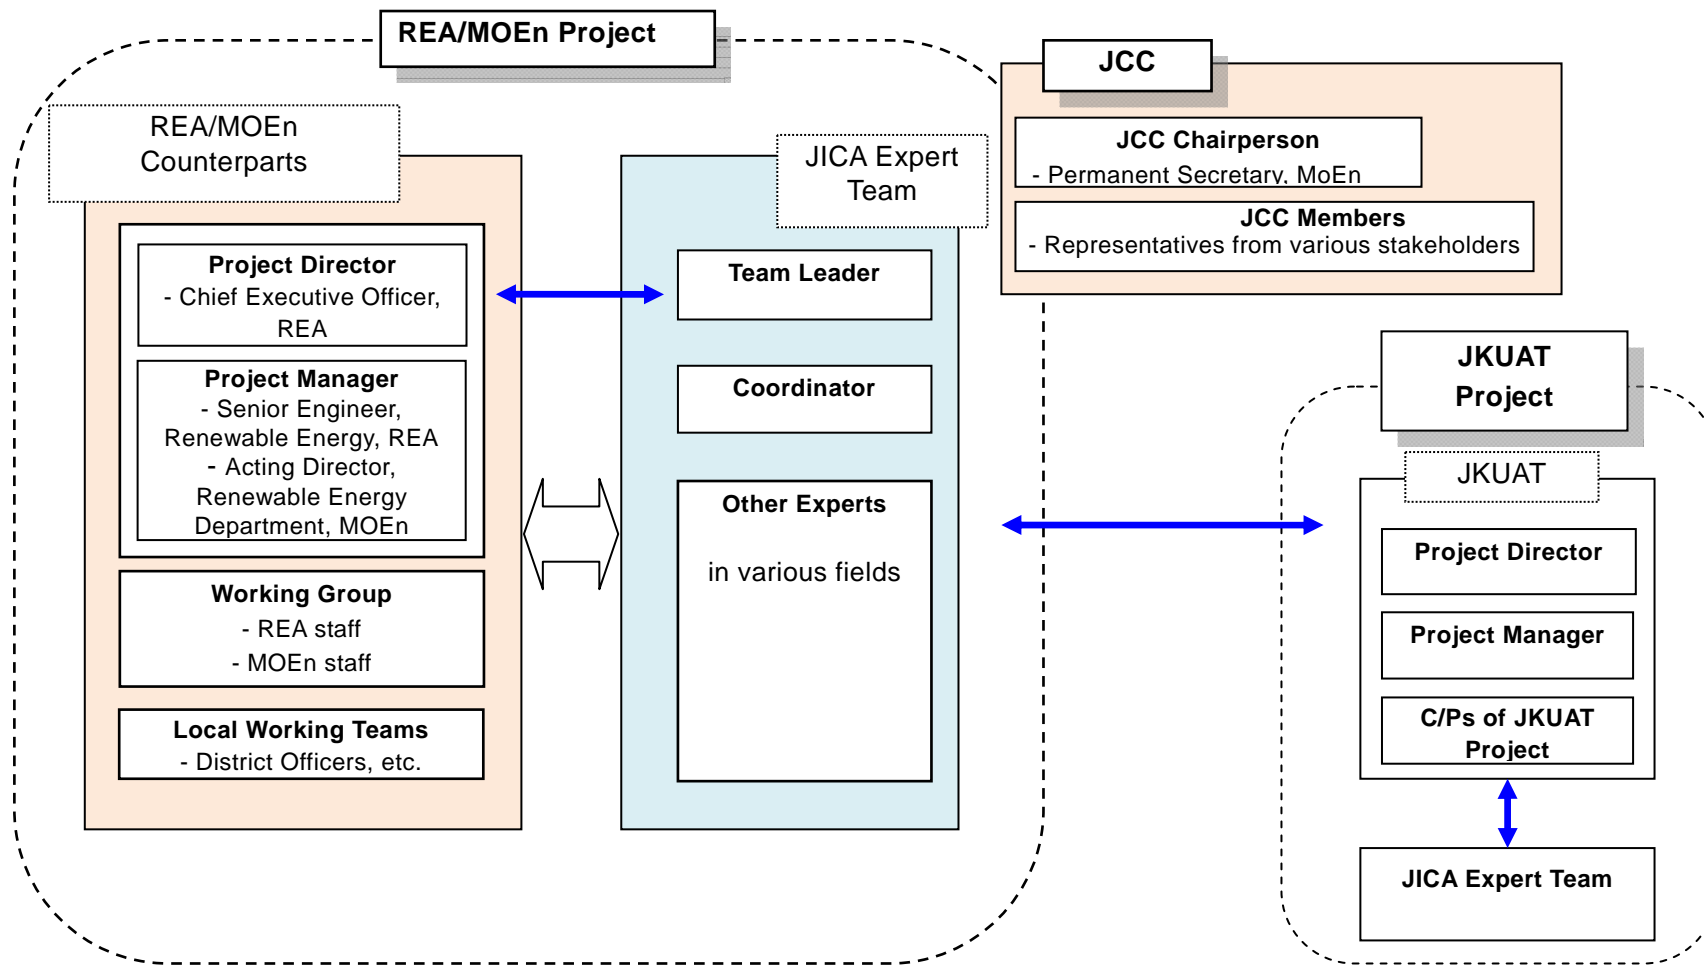 REA/MOEn Project
REA/MOEn
Counterparts
Project Director
- Chief Executive Officer,
REA
Project Manager
- Senior Engineer,
Renewable Energy, REA
- Acting Director,
Renewable Energy
Department, MOEn
Working Group
- REA staff
- MOEn staff
Local Working Teams
- District Officers, etc.
JICA Expert
Team
Team Leader
Coordinator
Other Experts
in various fields
JCC
JCC Chairperson
- Permanent Secretary, MoEn
JCC Members
- Representatives from various stakeholders
JKUAT
Project
JKUAT
Project Director
Project Manager
C/Ps of JKUAT
Project
JICA Expert Team